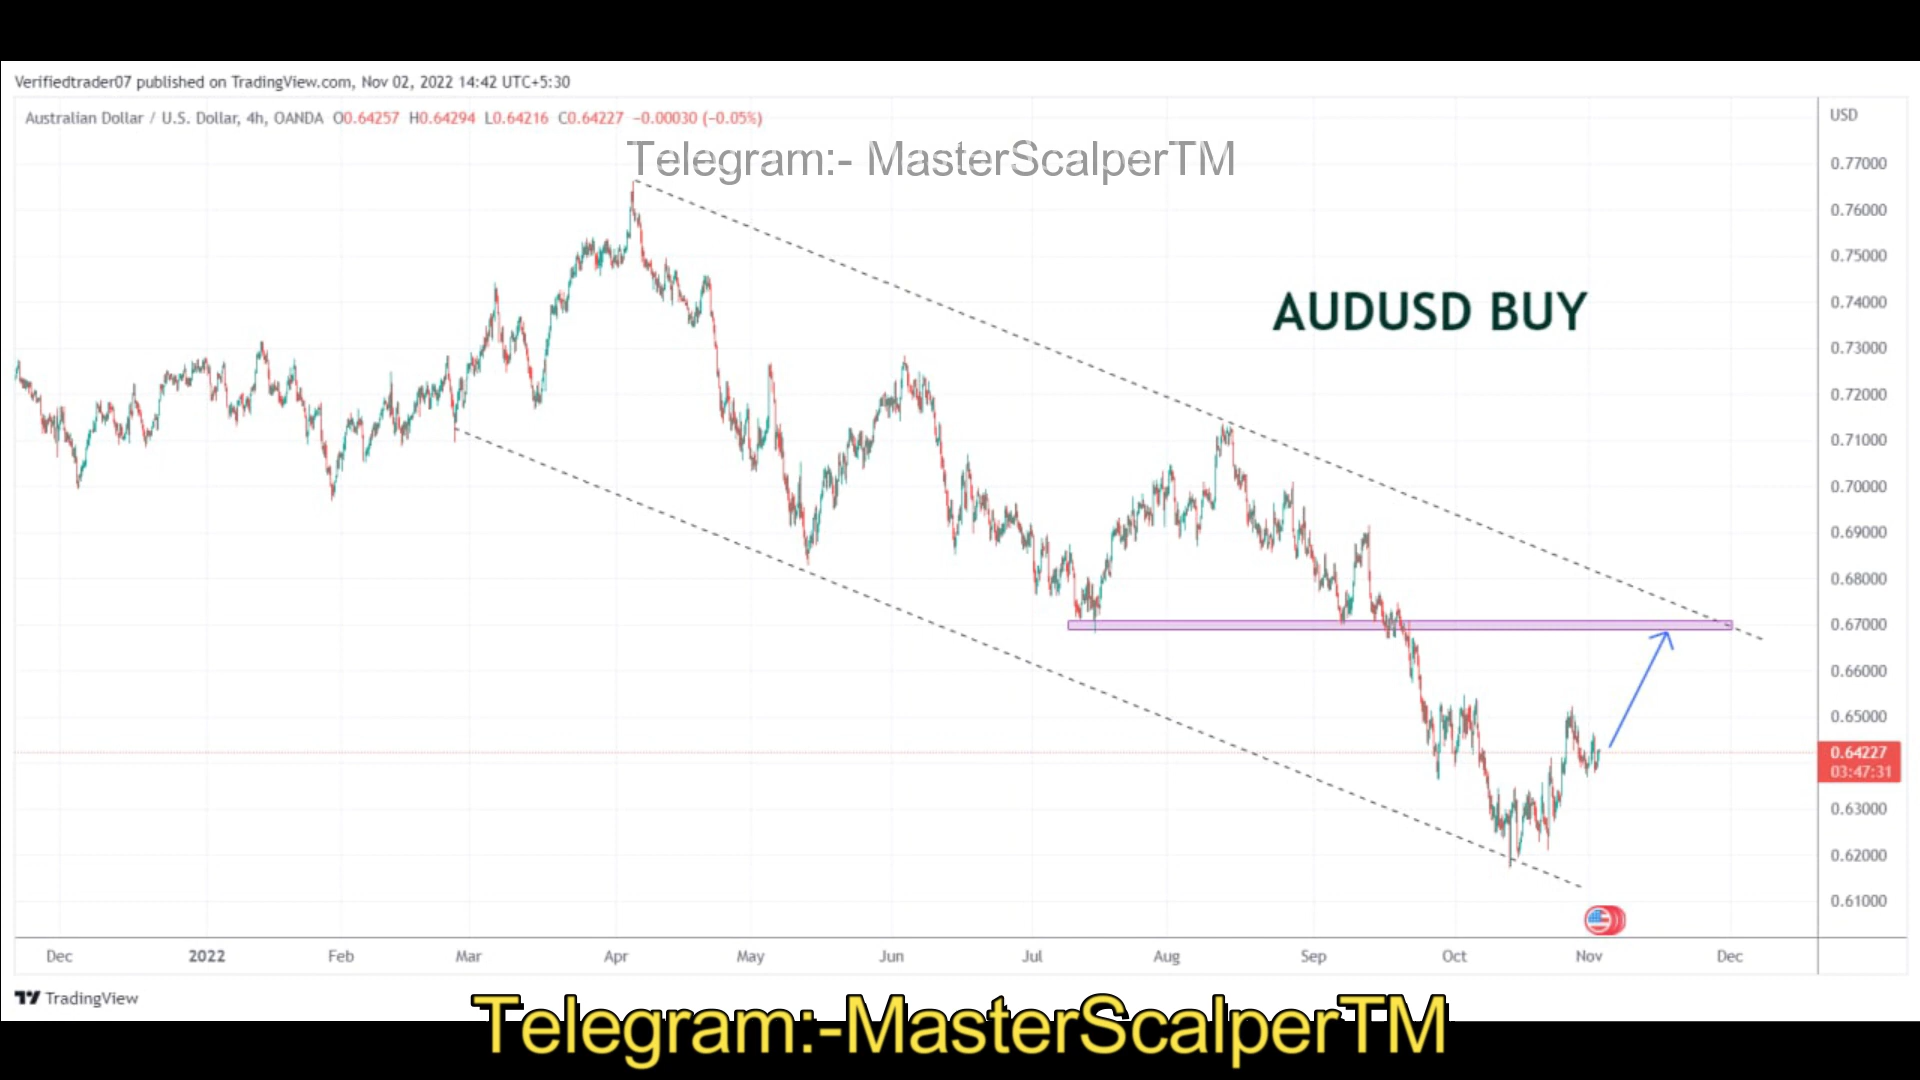 Verifiedtrader07 published on TradingView.com, Nov 02, 2022 14:42 UTC+5:30
Australian Dollar / U.S. Dollar, 4h, OANDA O0.64257 H0.64294 L0.64216 C0.64227 −0.00030 (−0.05%)
USD
Telegram:- MasterScalperTM
0.77000
0.76000
0.75000
AUDUSD BUY
0.74000
0.73000
0.72000
0.71000
0.70000
0.69000
0.68000
0.67000
0.66000
0.65000
0.64227
03:47:31
0.63000
0.62000
0.61000
Dec 2022 Feb Mar Apr May Jun Jul Aug Sep Oct Nov Dec
TradingView
Telegram:-MasterScalperTM